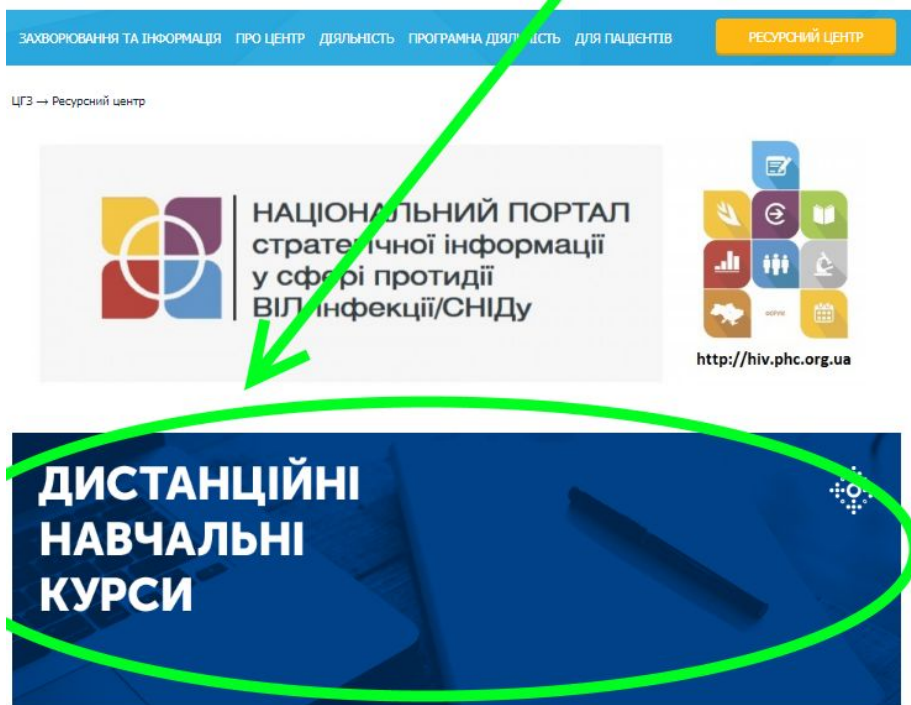 ЗАХВОРЮВАННЯ ТА ІНФОРМАЦІЯ ПРО ЦЕНТР ДІЯЛЬНІСТЬ ПРОГРАМНА ДІЯЛЬНІСТЬ ДЛЯ ПАЦІЄНТІВ РЕСУРСНИЙ ЦЕНТР
ЦГЗ → Ресурсний центр
НАЦІОНАЛЬНИЙ ПОРТАЛ
стратегічної інформації
у сфері протидії
ВІЛ-інфекції/СНІДу
http://hiv.phc.org.ua
ДИСТАНЦІЙНІ
НАВЧАЛЬНІ
КУРСИ